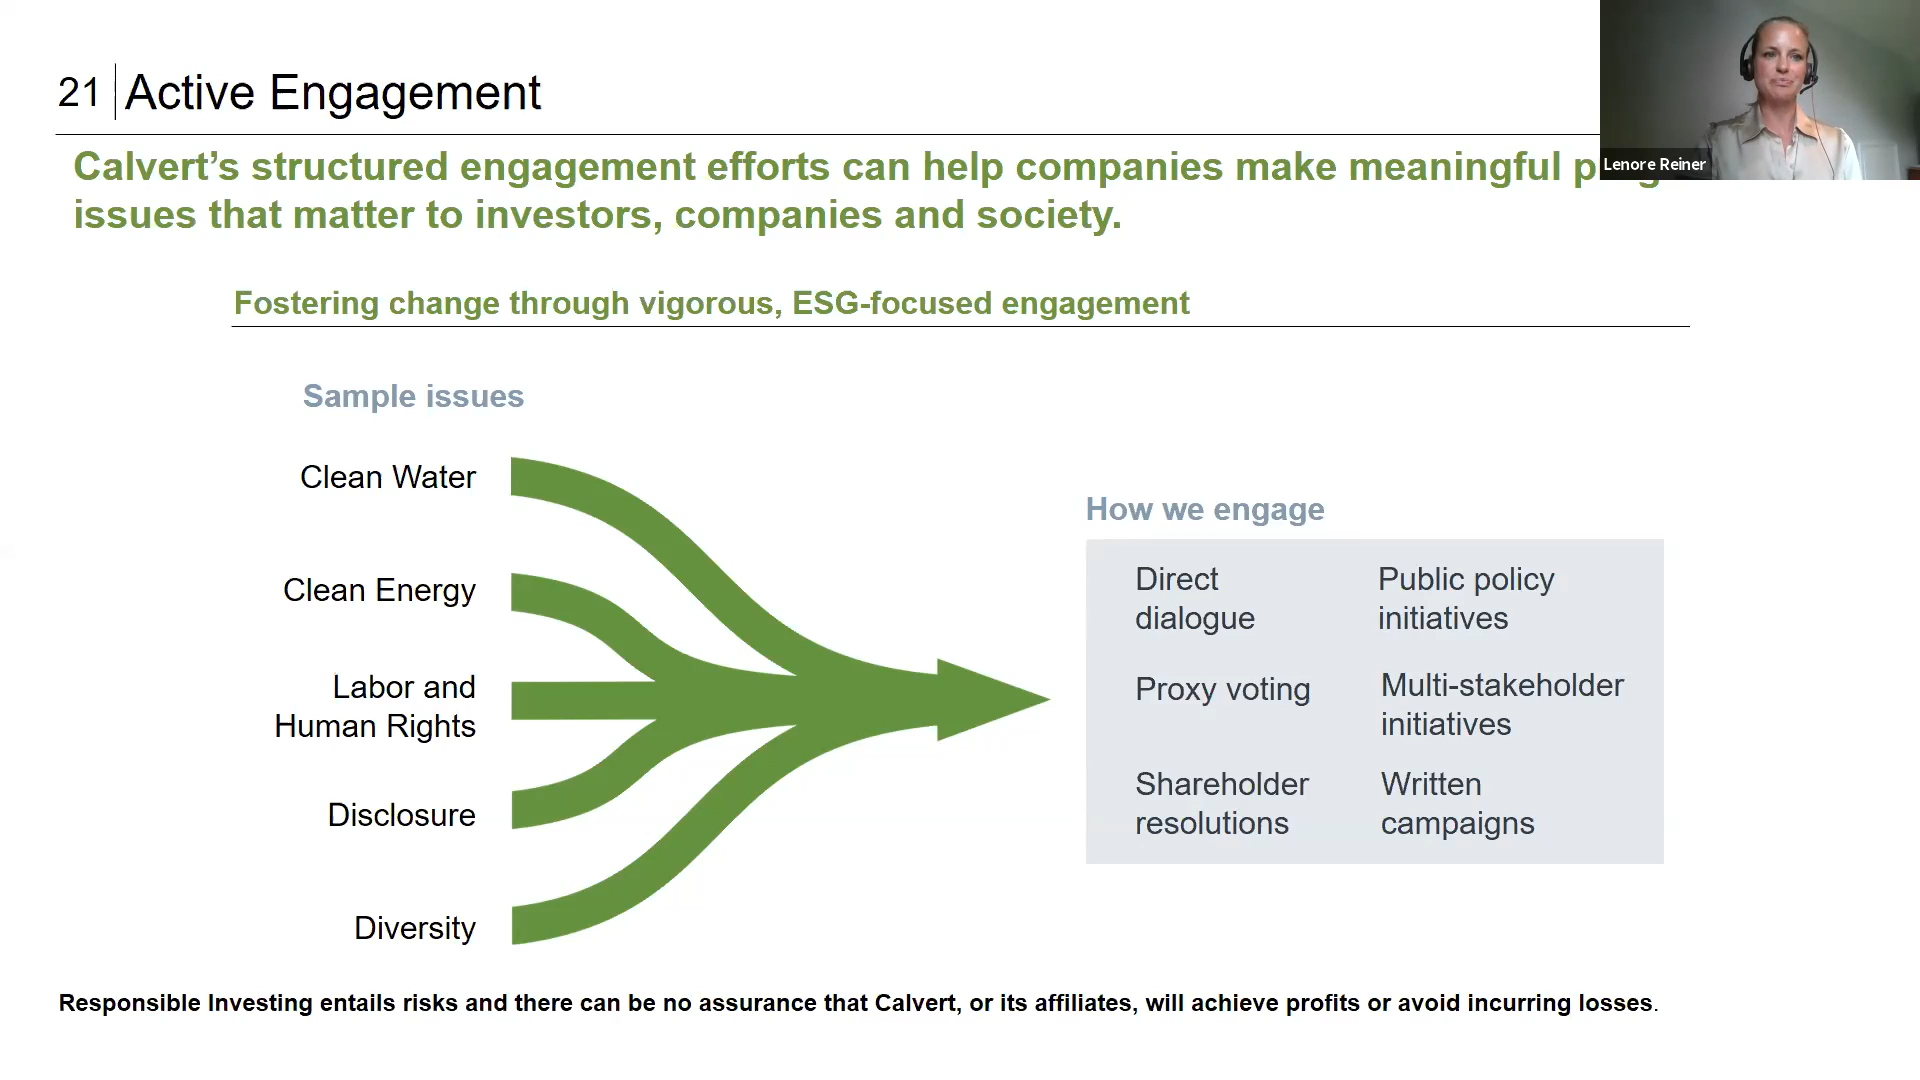 21 Active Engagement
Lenore Reiner
Calvert’s structured engagement efforts can help companies make meaningful
issues that matter to investors, companies and society.
Fostering change through vigorous, ESG-focused engagement
Sample issues
Clean Water
Clean Energy
Labor and
Human Rights
Disclosure
Diversity
How we engage
Direct
dialogue
Public policy
initiatives
Proxy voting
Multi-stakeholder
initiatives
Shareholder
resolutions
Written
campaigns
Responsible Investing entails risks and there can be no assurance that Calvert, or its affiliates, will achieve profits or avoid incurring losses.